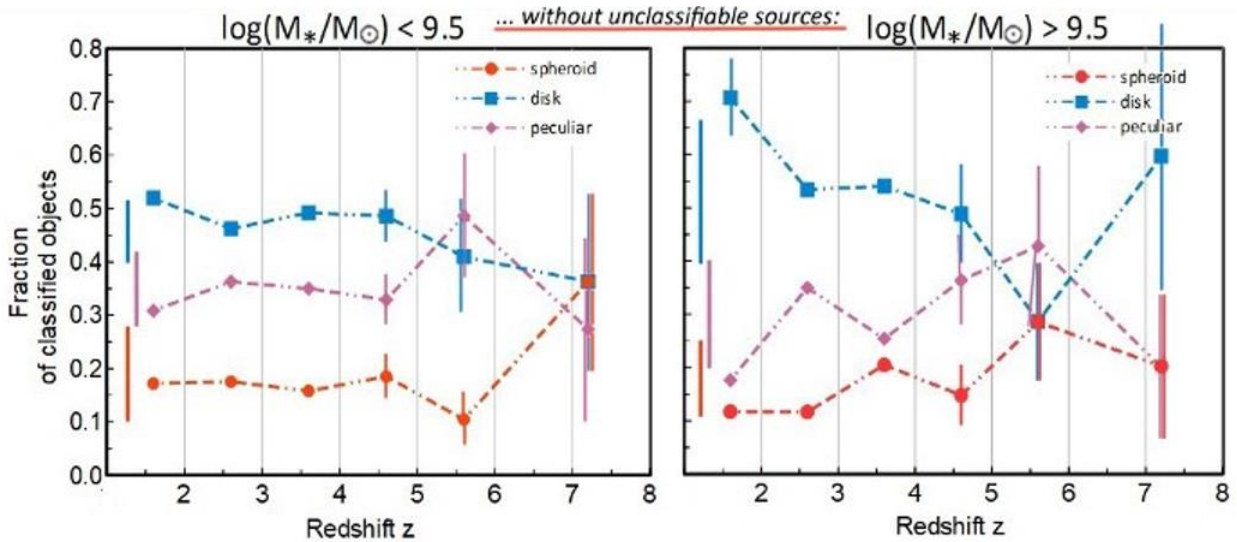 log(M*/M☉) < 9.5
... without unclassifiable sources:
log(M*/M☉) > 9.5
Fraction
of classified objects
0.8
0.7
0.6
0.5
0.4
0.3
0.2
0.1
0.0
spheroid
disk
peculiar
2 3 4 5 6 7 8
Redshift z
spheroid
disk
peculiar
2 3 4 5 6 7 8
Redshift z